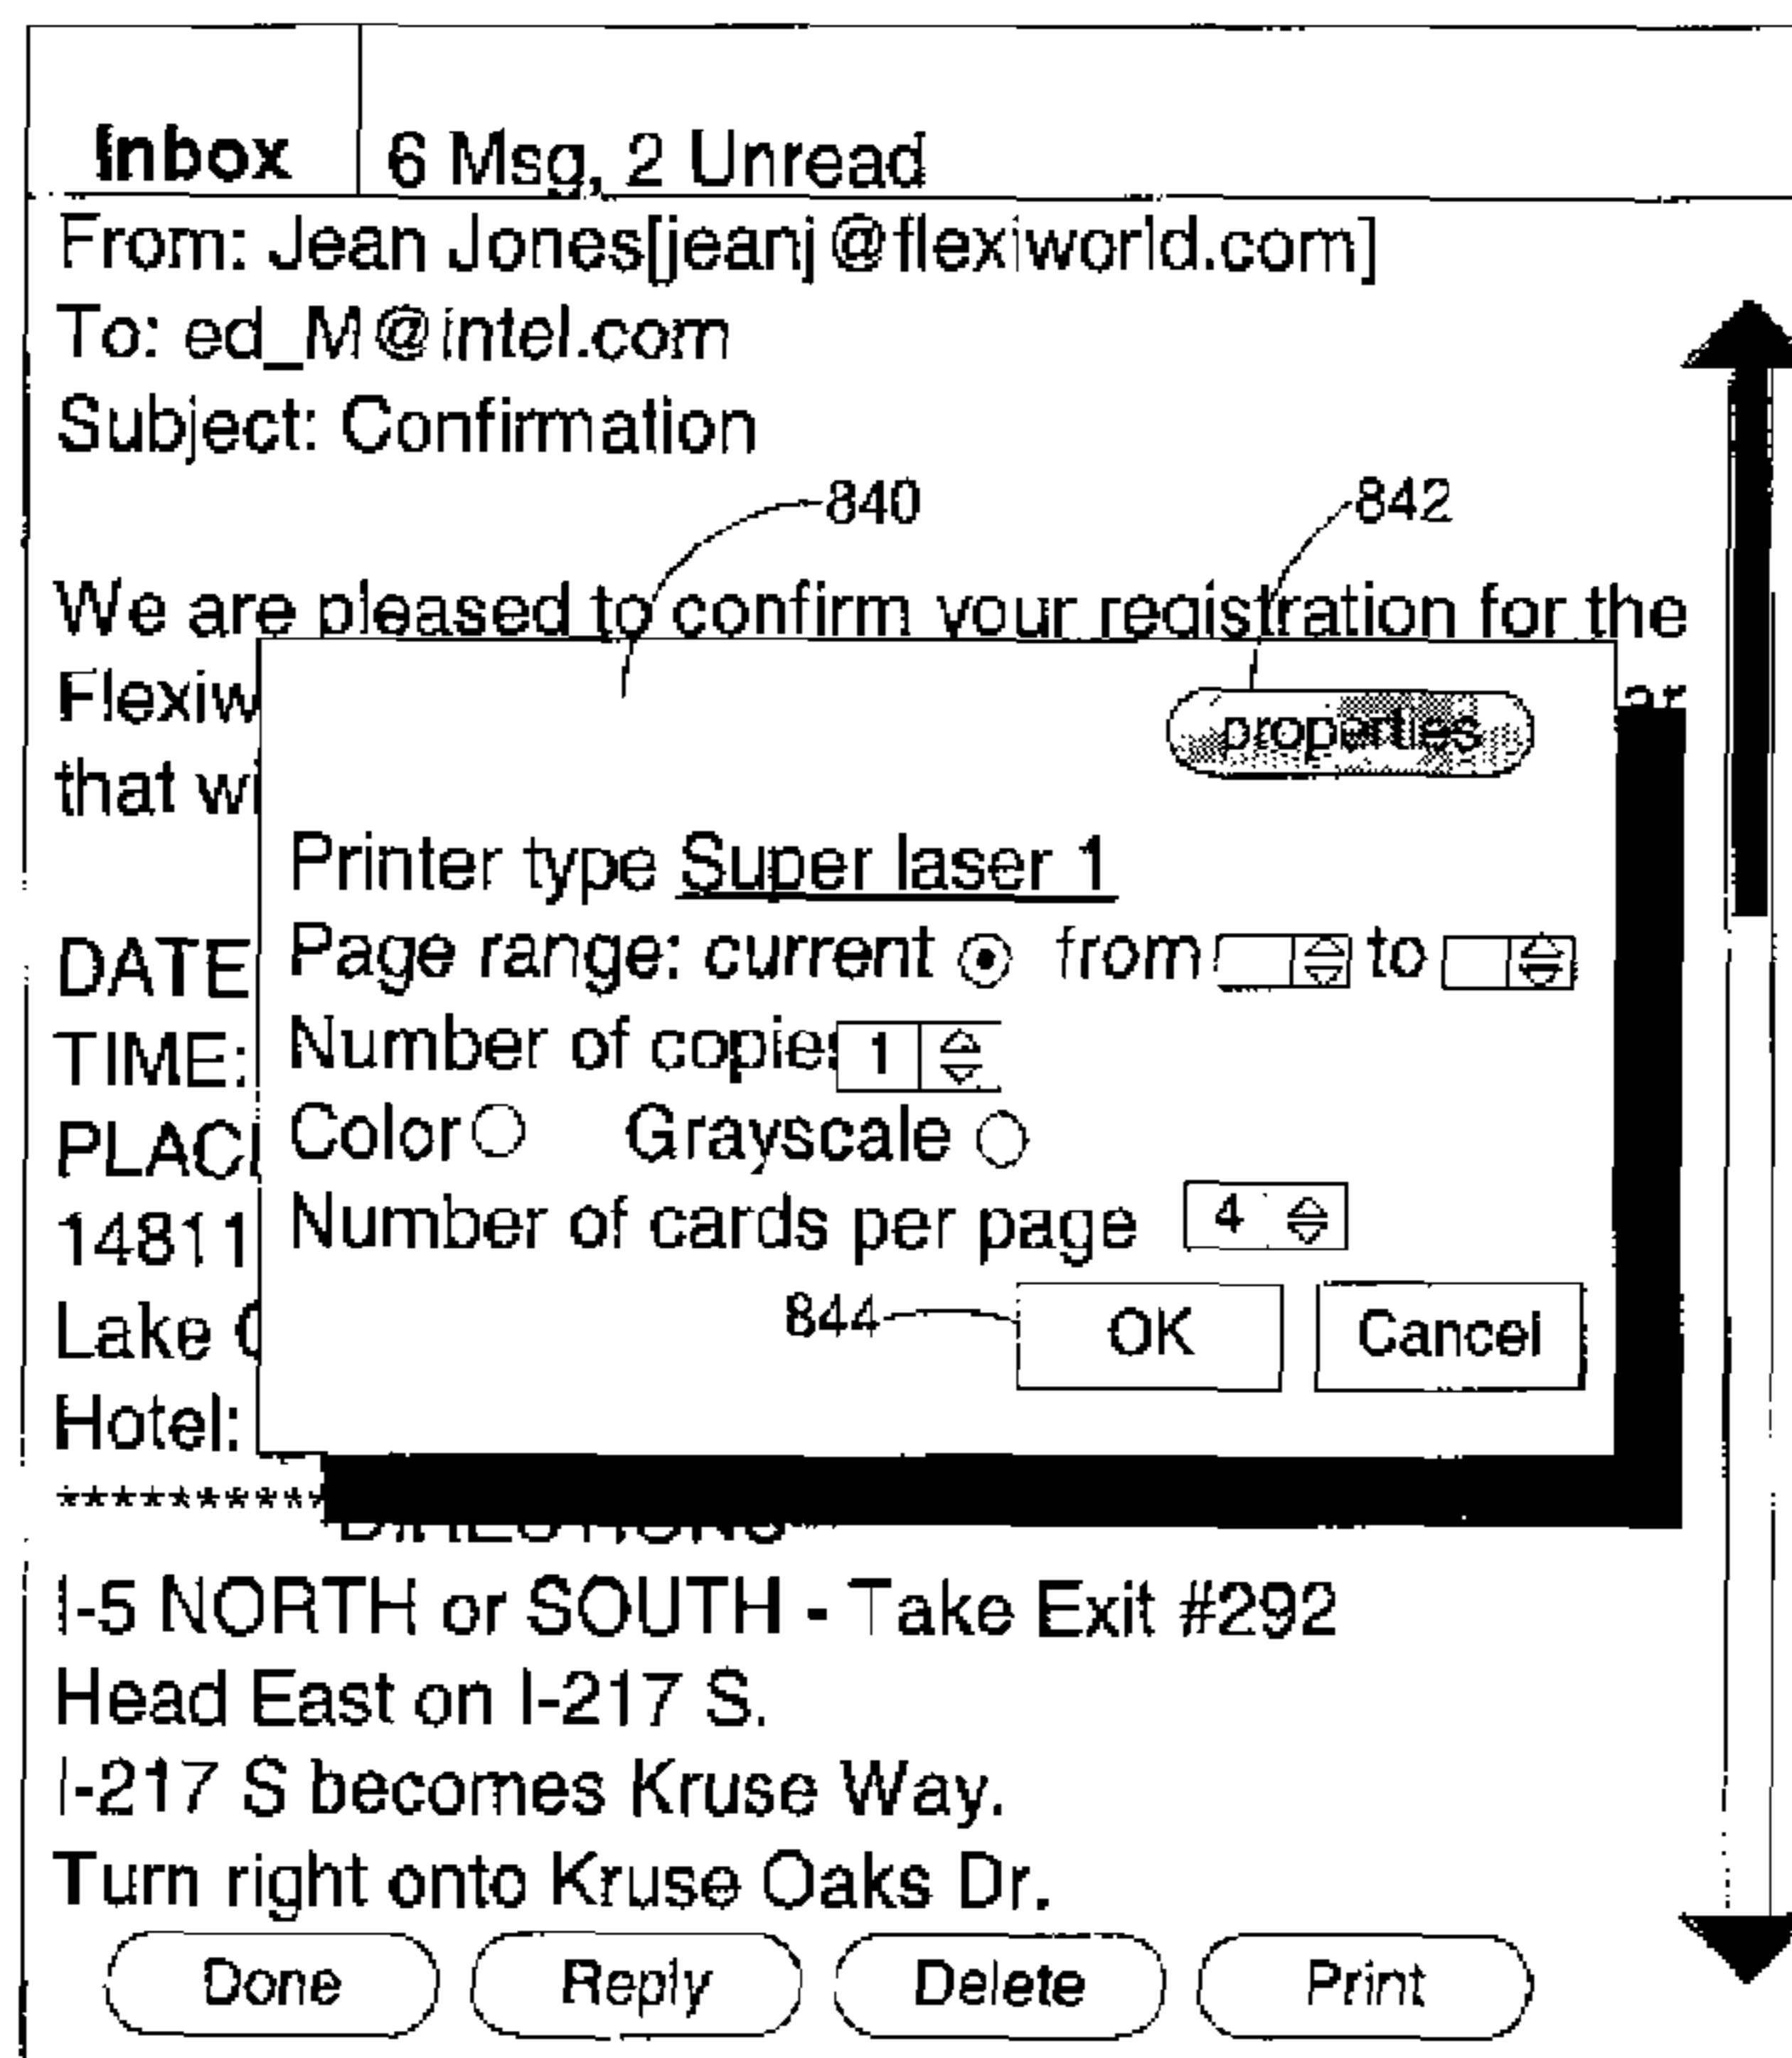 Inbox 6 Msg, 2 Unread
From: Jean Jones[jeanj@flexiworld.com]
To: ed_M@intel.com
Subject: Confirmation
840 842
We are pleased to confirm your registration for the
Flexiw
properties
that w
Printer type Super laser 1
DATE
Page range: current from to
TIME:
Number of copies 1
PLAC
Color Grayscale
14811
Number of cards per page 4
Lake
844 OK Cancel
Hotel:
**********
DIRECTIONS
I-5 NORTH or SOUTH - Take Exit #292
Head East on I-217 S.
I-217 S becomes Kruse Way.
Turn right onto Kruse Oaks Dr.
Done Reply Delete Print